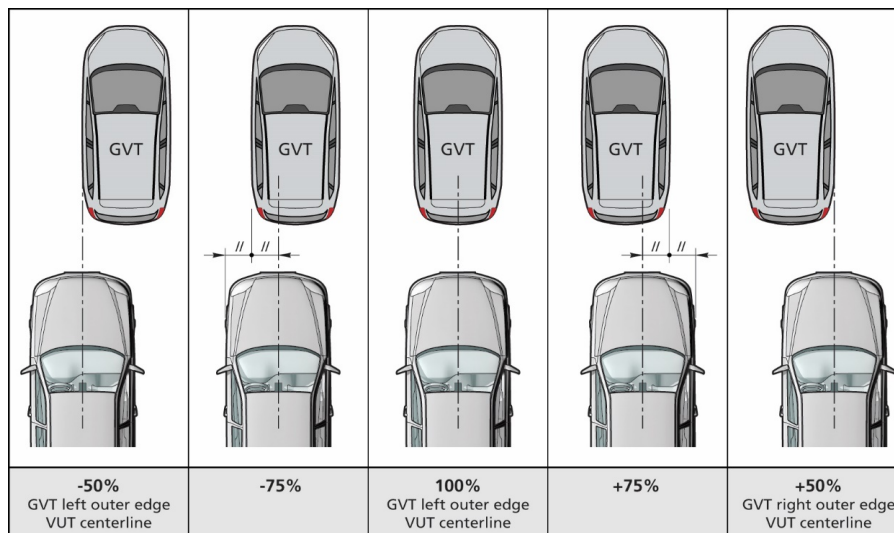 GVT
GVT
GVT
GVT
GVT
// //
// //
-50%
GVT left outer edge
VUT centerline
-75%
100%
GVT left outer edge
VUT centerline
+75%
+50%
GVT right outer edge
VUT centerline